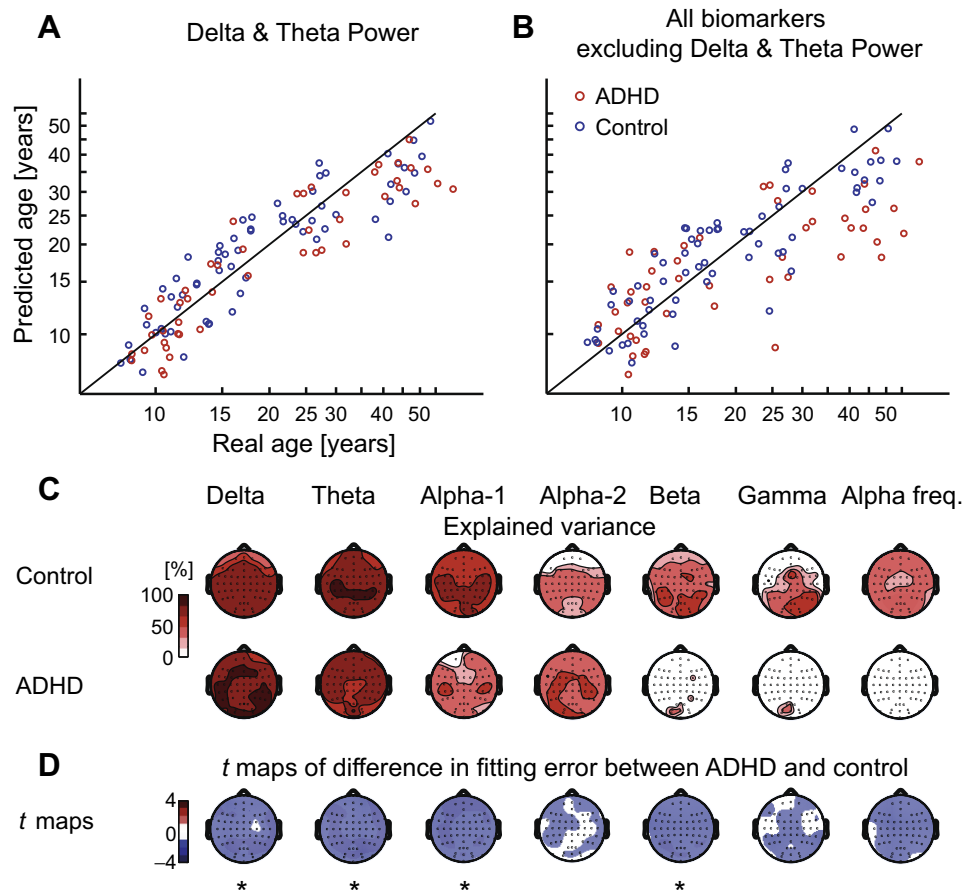 A
Delta & Theta Power
B
All biomarkers
excluding Delta & Theta Power
ADHD
Control
Predicted age [years]
50
40
30
20
15
10
10 15 20 25 30 40 50
10 15 20 25 30 40 50
Real age [years]
C
Delta Theta Alpha-1 Alpha-2 Beta Gamma Alpha freq.
Explained variance
Control
[%]
100
50
0
ADHD
D
t maps of difference in fitting error between ADHD and control
t maps
4
0
−4
* * * *